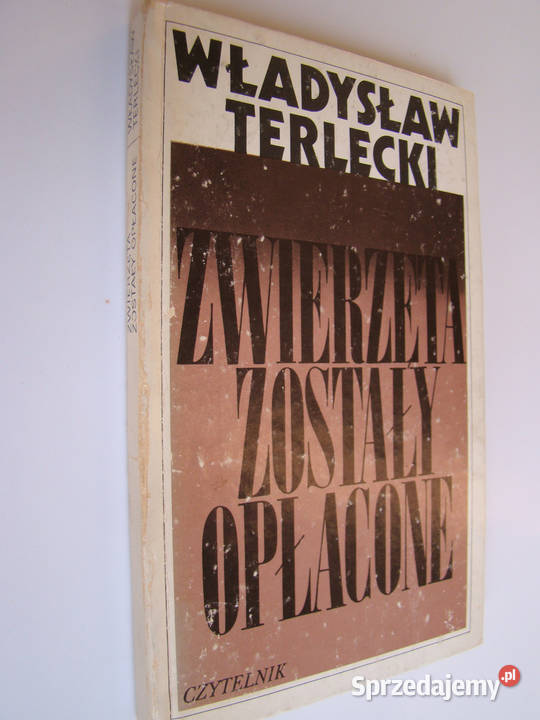 WŁADYSŁAW
TERLECKI
ZWIERZĘTA
ZOSTAŁY
OPŁACONE
CZYTELNIK
ZWIERZĘTA
ZOSTAŁY OPŁACONE
WŁADYSŁAW
TERLECKI
Sprzedajemy.pl